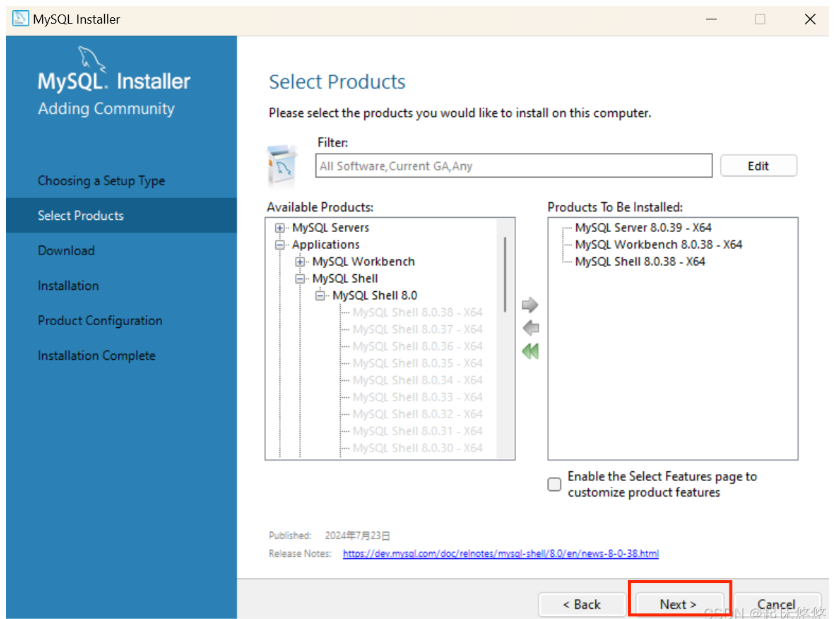 MySQL Installer
MySQL. Installer
Adding Community
Choosing a Setup Type
Select Products
Download
Installation
Product Configuration
Installation Complete
Select Products
Please select the products you would like to install on this computer.
Filter:
All Software,Current GA,Any
Edit
Available Products:
MySQL Servers
Applications
MySQL Workbench
MySQL Shell
MySQL Shell 8.0
MySQL Shell 8.0.38 - X64
MySQL Shell 8.0.37 - X64
MySQL Shell 8.0.36 - X64
MySQL Shell 8.0.35 - X64
MySQL Shell 8.0.34 - X64
MySQL Shell 8.0.33 - X64
MySQL Shell 8.0.32 - X64
MySQL Shell 8.0.31 - X64
MySQL Shell 8.0.30 - X64
Products To Be Installed:
MySQL Server 8.0.39 - X64
MySQL Workbench 8.0.38 - X64
MySQL Shell 8.0.38 - X64
Enable the Select Features page to
customize product features
Published: 2024年7月23日
Release Notes: https://dev.mysql.com/doc/relnotes/mysql-shell/8.0/en/news-8-0-38.html
< Back
Next >
Cancel
CSDN